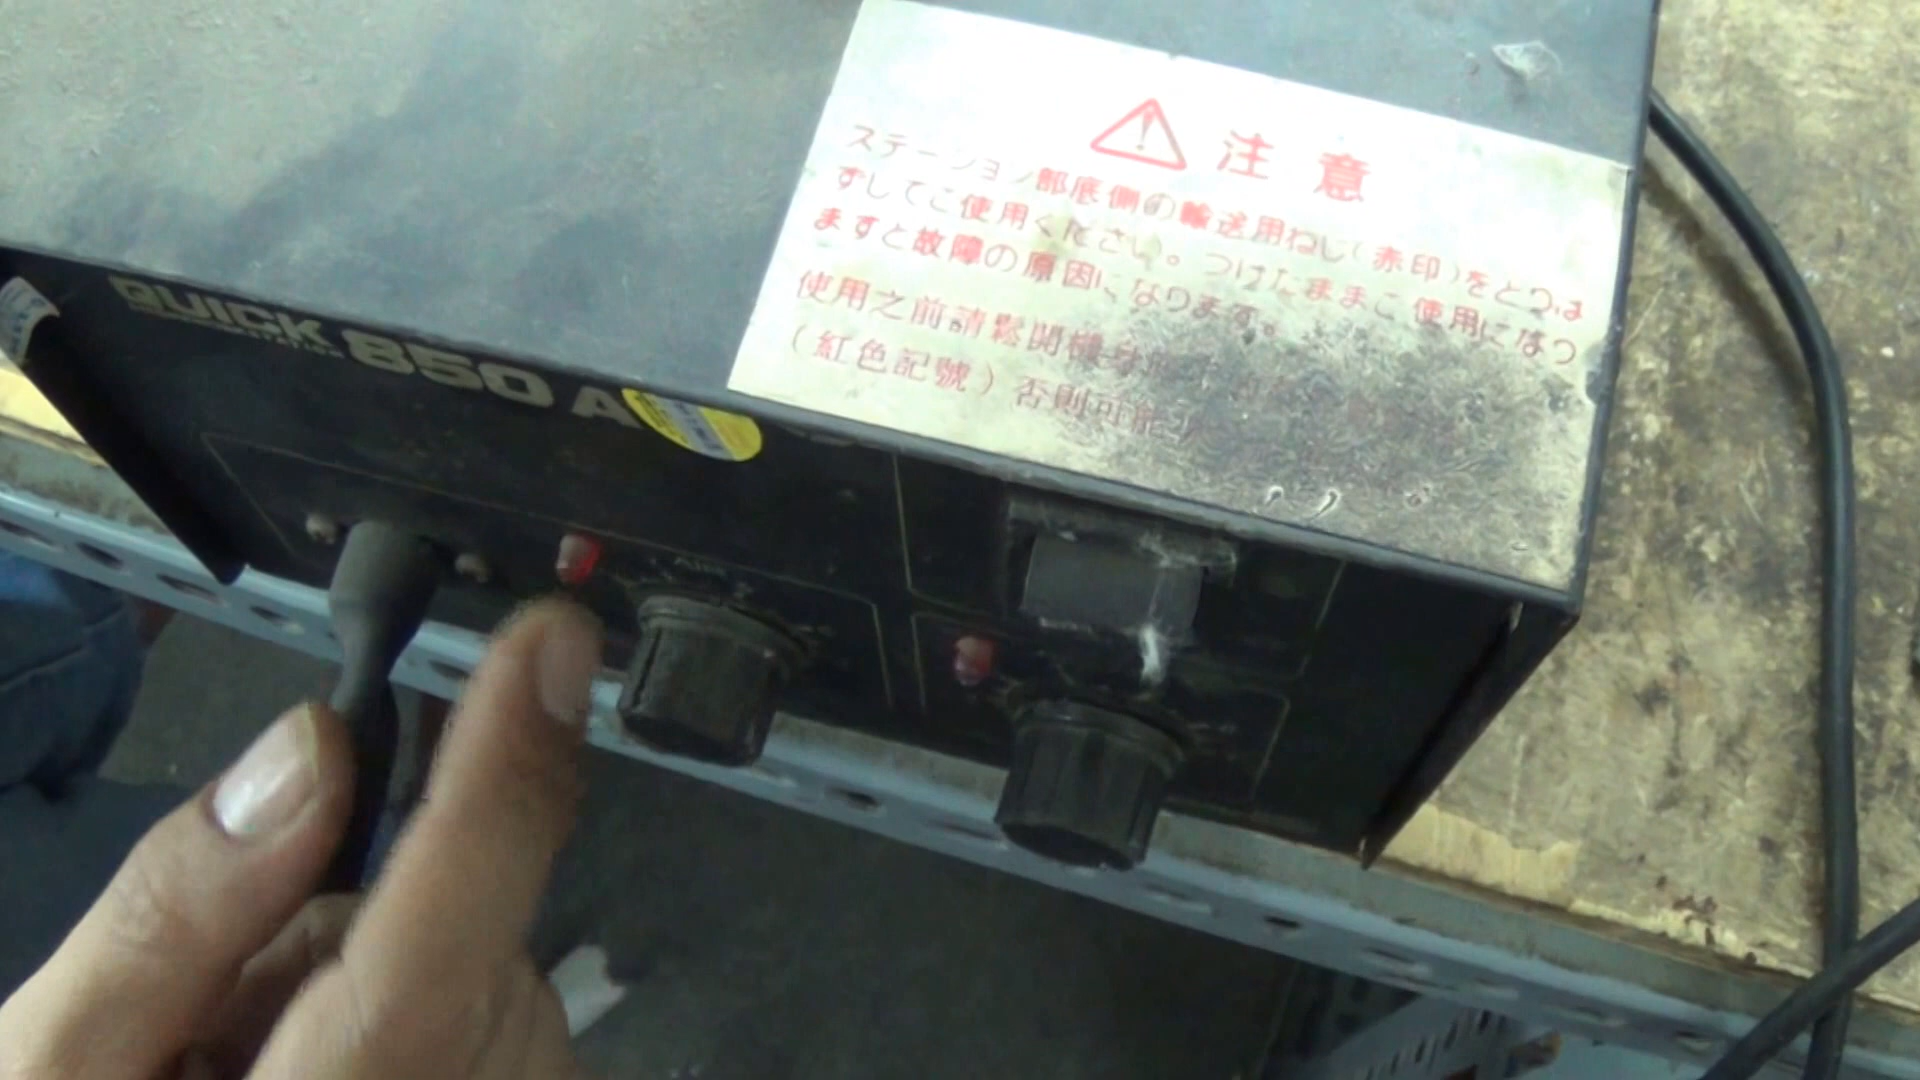 注意
ステーション部底側の輸送用ねじ(赤印)をとりは
ずしてご使用ください。つけたままご使用になり
ますと故障の原因になります。
使用之前請鬆開機身
(紅色記號)否則可能
QUICK 850 A
AIR